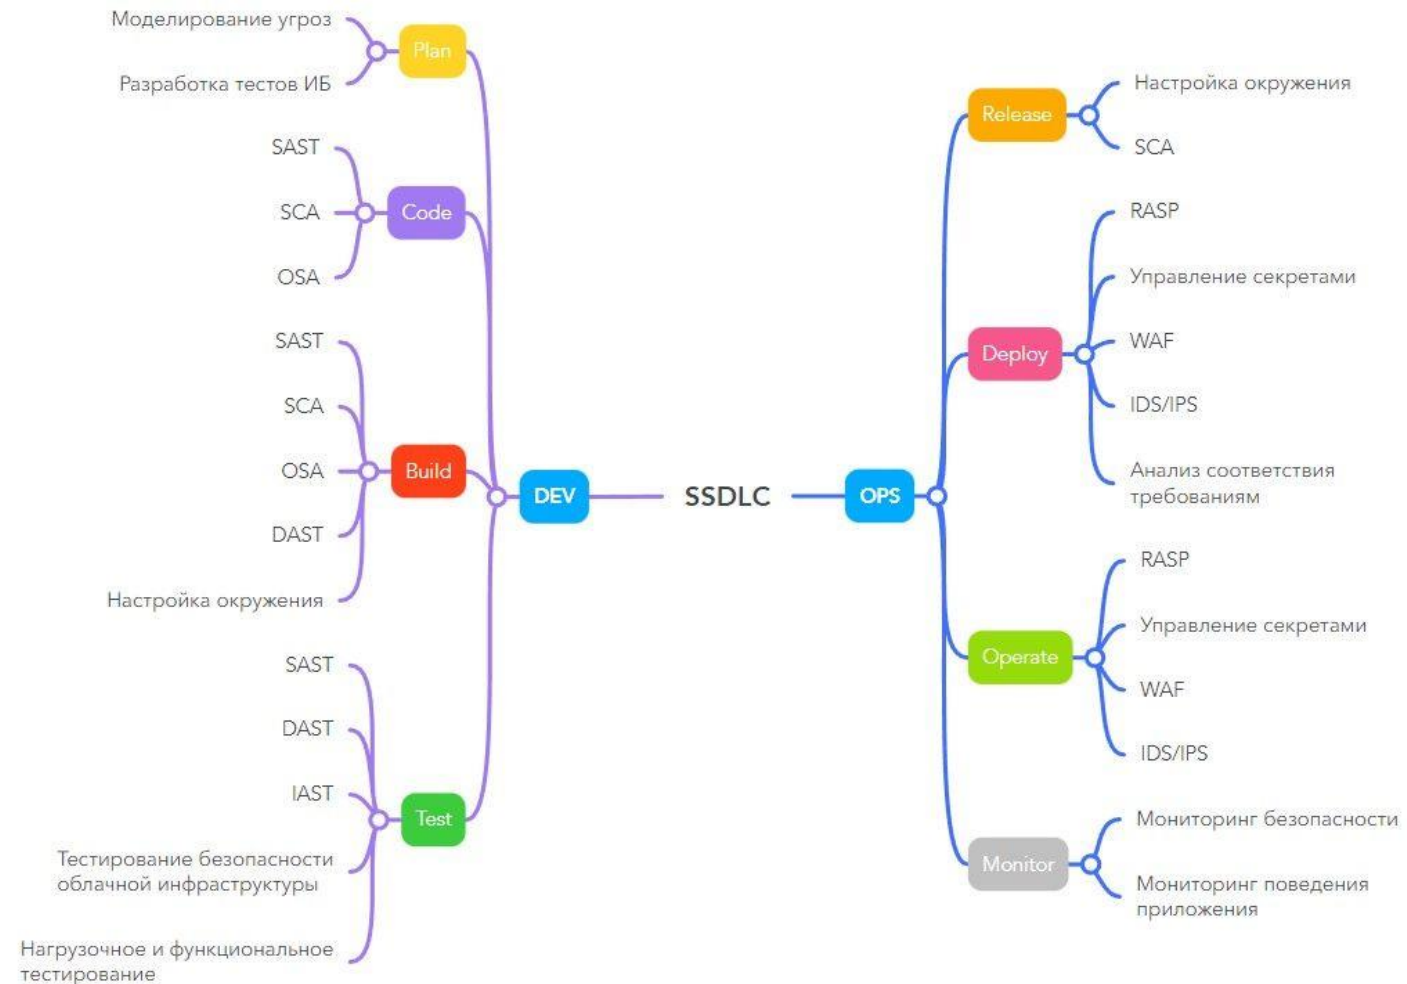 Моделирование угроз
Plan
Разработка тестов ИБ
SAST
SCA
Code
OSA
SAST
SCA
OSA
Build
DAST
Настройка окружения
SAST
DAST
IAST
Test
Тестирование безопасности
облачной инфраструктуры
Нагрузочное и функциональное
тестирование
DEV
SSDLC
OPS
Release
Настройка окружения
SCA
RASP
Управление секретами
WAF
Deploy
IDS/IPS
Анализ соответствия
требованиям
RASP
Управление секретами
Operate
WAF
IDS/IPS
Мониторинг безопасности
Monitor
Мониторинг поведения
приложения